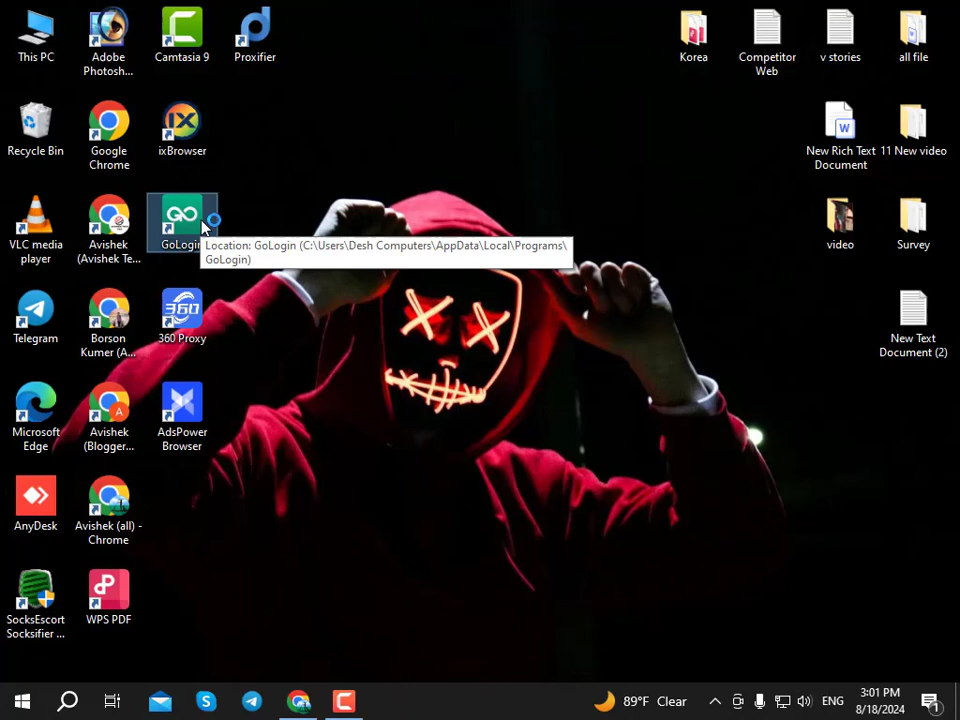 This PC
Adobe
Photosh...
Camtasia 9
Proxifier
Korea
Competitor
Web
v stories
all file
Recycle Bin
Google
Chrome
ixBrowser
New Rich Text
Document
11 New video
VLC media
player
Avishek
(Avishek Te...
GoLogin
Location: GoLogin (C:\Users\Desh Computers\AppData\Local\Programs\
GoLogin)
video
Survey
Telegram
Borson
Kumer (A...
360
360 Proxy
New Text
Document (2)
Microsoft
Edge
A
Avishek
(Blogger...
AdsPower
Browser
AnyDesk
Avishek (all) -
Chrome
SocksEscort
Socksifier ...
WPS PDF
89°F Clear
ENG
3:01 PM
8/18/2024
1